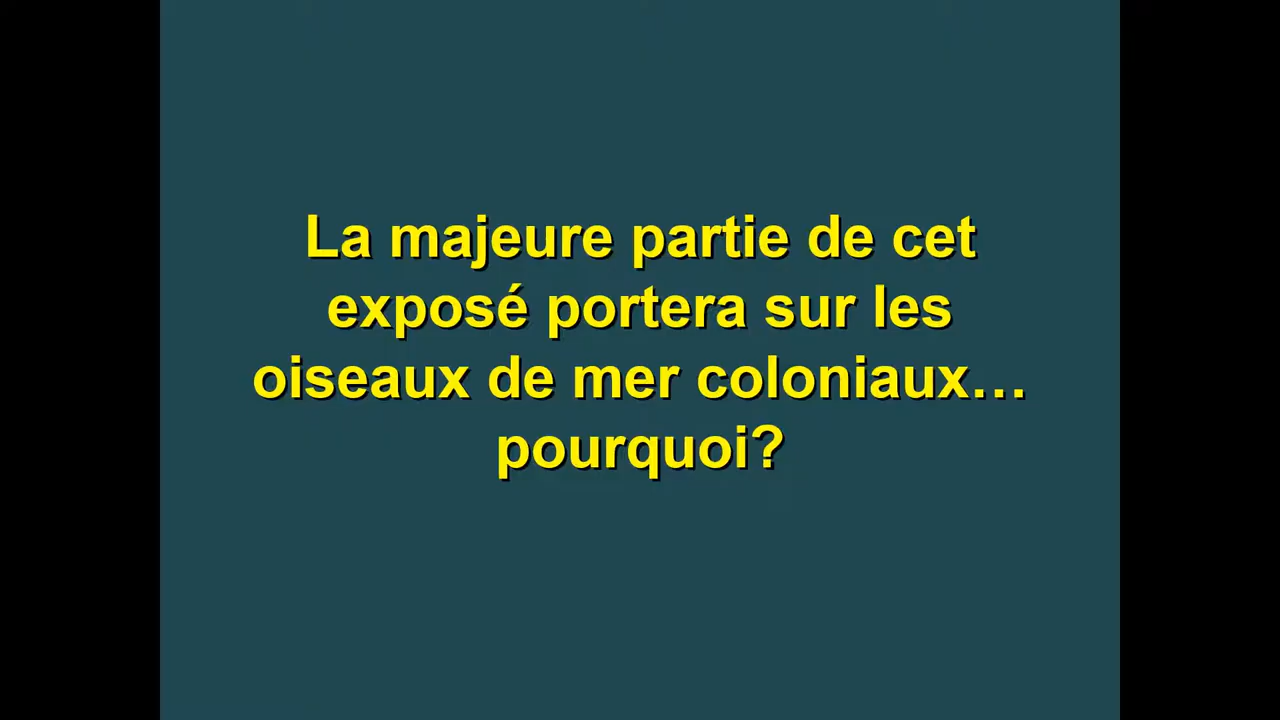 La majeure partie de cet
exposé portera sur les
oiseaux de mer coloniaux…
pourquoi?